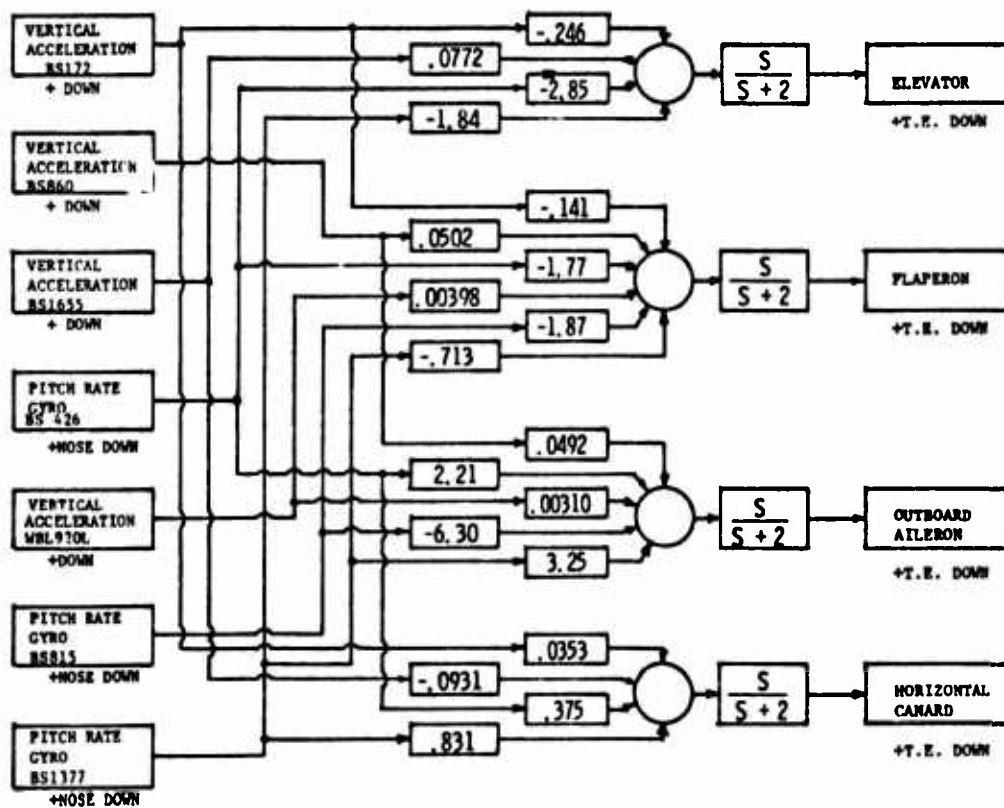 VERTICAL
ACCELERATION
BS172
+ DOWN
VERTICAL
ACCELERATION
BS860
+ DOWN
VERTICAL
ACCELERATION
BS1655
+ DOWN
PITCH RATE
GYRO
BS 426
+NOSE DOWN
VERTICAL
ACCELERATION
+DOWN
PITCH RATE
GYRO
BS815
+NOSE DOWN
PITCH RATE
GYRO
BS1377
+NOSE DOWN
-.246
.0772
-2.85
-1.84
S
S + 2
ELEVATOR
+T.E. DOWN
-.141
.0502
-1.77
.00398
-1.87
-.713
S
S + 2
FLAPERON
+T.E. DOWN
.0492
2.21
.00310
-6.30
3.25
S
S + 2
OUTBOARD
AILERON
+T.E. DOWN
.0353
-.0931
.375
.831
S
S + 2
HORIZONTAL
CANARD
+T.E. DOWN